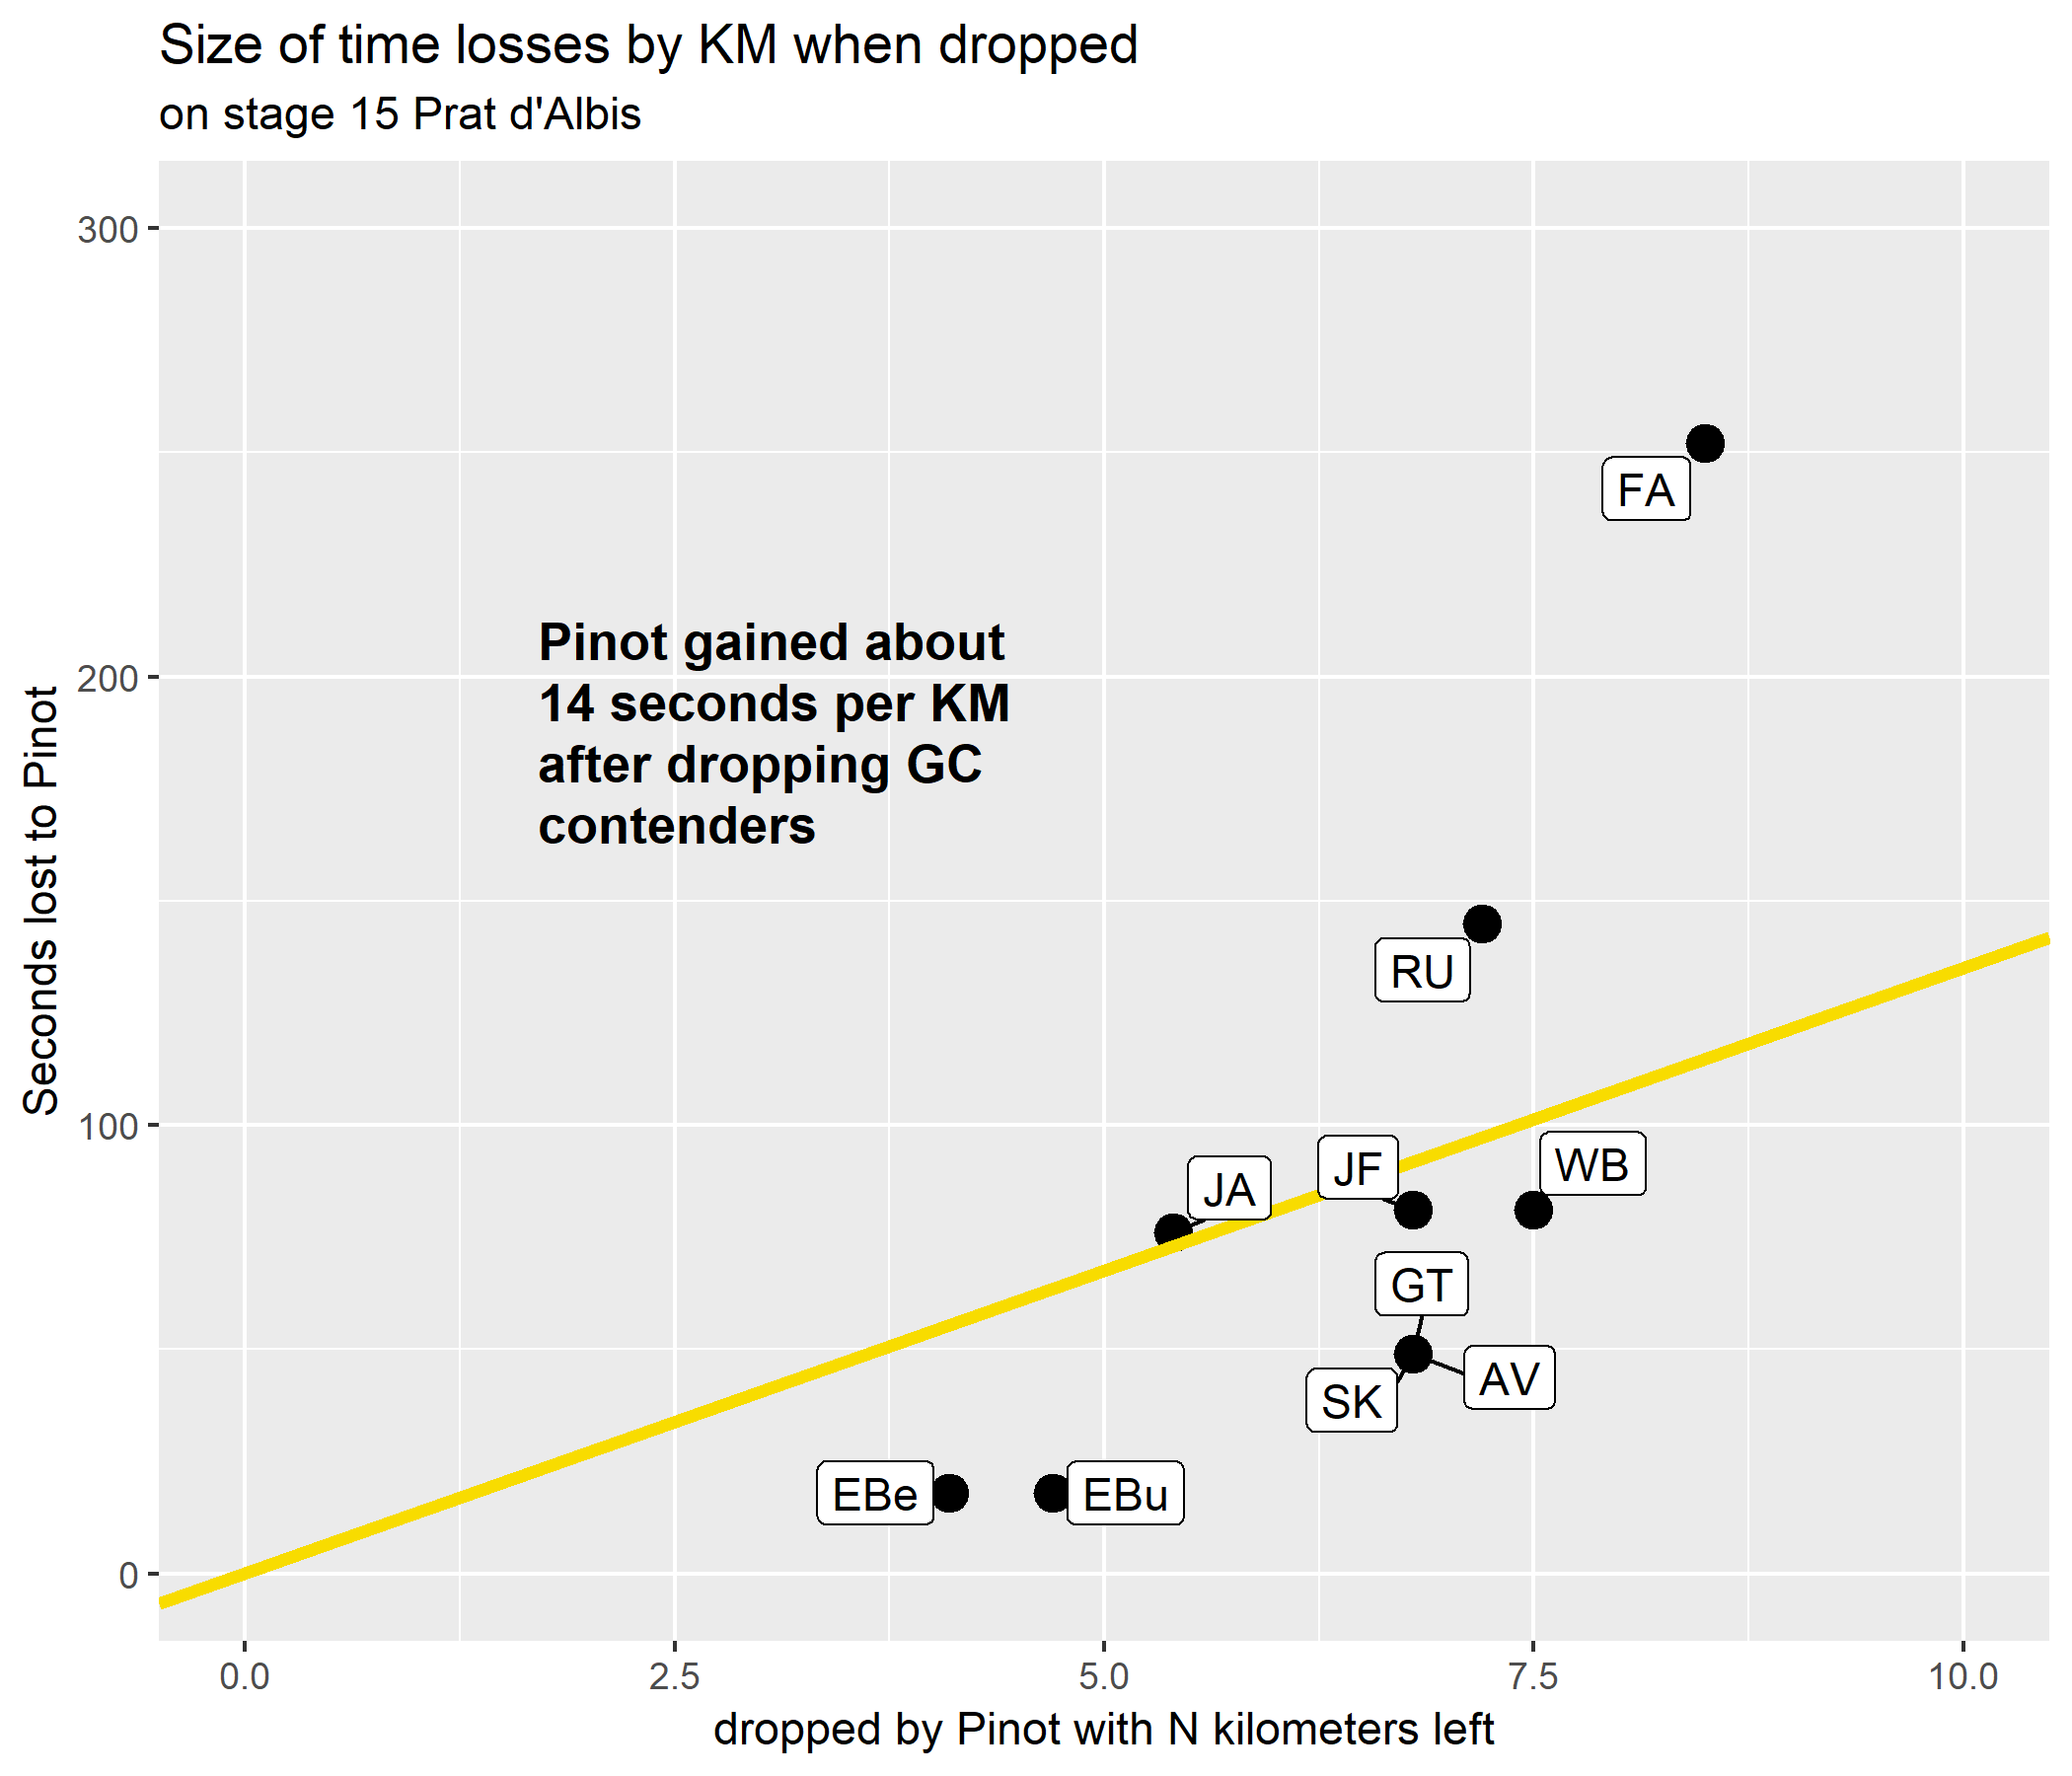 Size of time losses by KM when dropped
on stage 15 Prat d'Albis
Seconds lost to Pinot
300
200
100
0
Pinot gained about
14 seconds per KM
after dropping GC
contenders
FA
RU
JA
JF
WB
GT
AV
SK
EBe
EBu
0.0
2.5
5.0
7.5
10.0
dropped by Pinot with N kilometers left